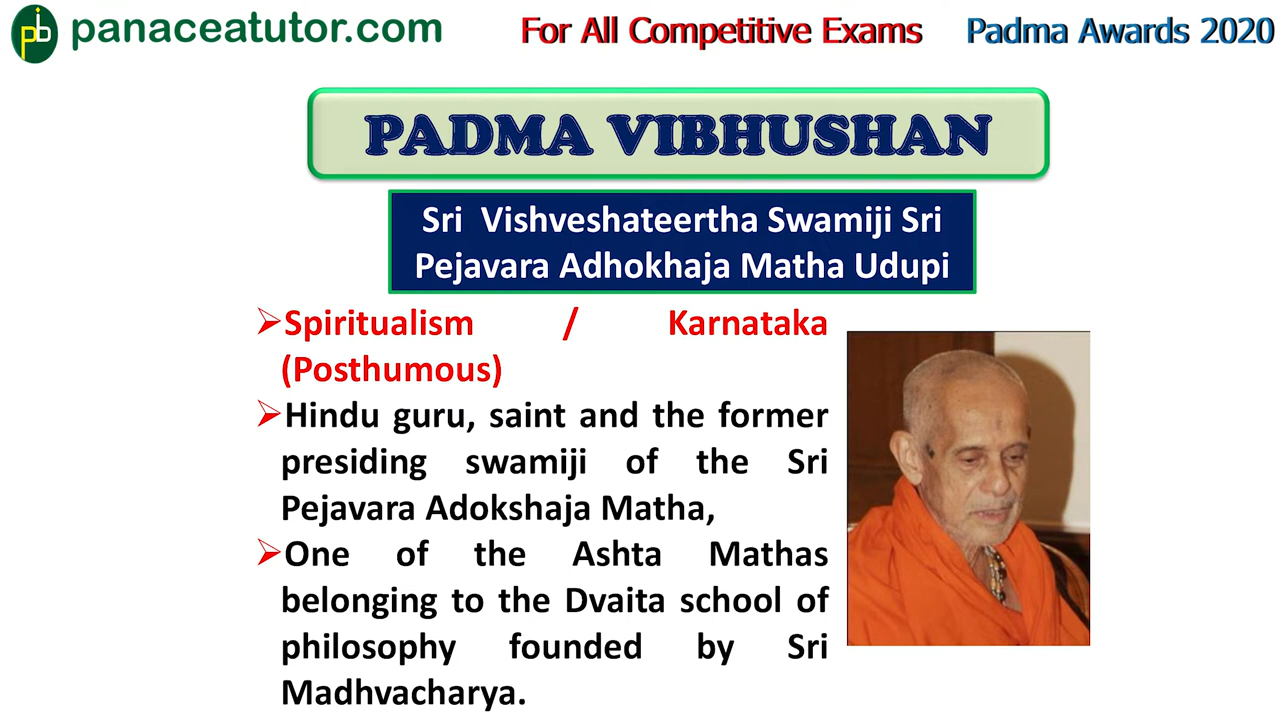 panaceatutor.com
For All Competitive Exams
Padma Awards 2020
PADMA VIBHUSHAN
Sri Vishveshateertha Swamiji Sri
Pejavara Adhokhaja Matha Udupi
Spiritualism / Karnataka
(Posthumous)
Hindu guru, saint and the former
presiding swamiji of the Sri
Pejavara Adokshaja Matha,
One of the Ashta Mathas
belonging to the Dvaita school of
philosophy founded by Sri
Madhvacharya.